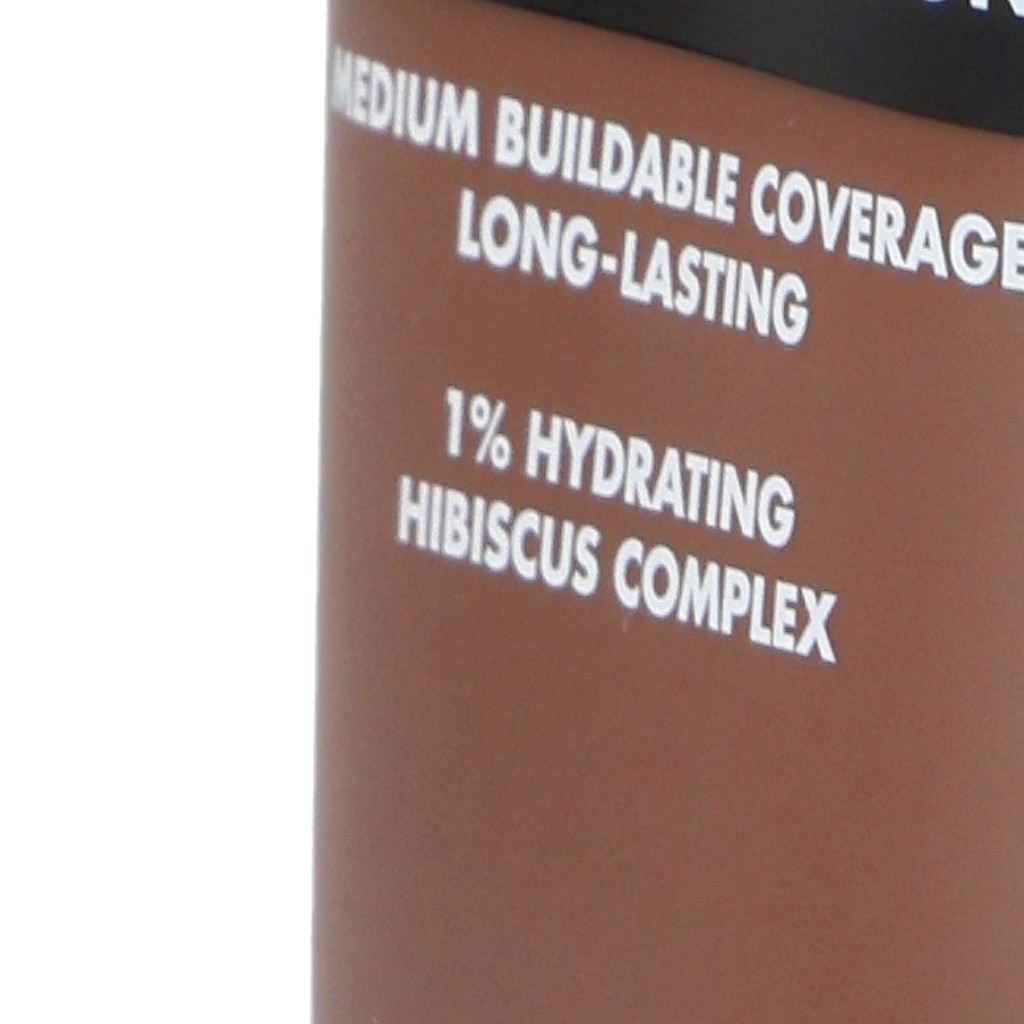 MEDIUM BUILDABLE COVERAGE
LONG-LASTING
1% HYDRATING
HIBISCUS COMPLEX